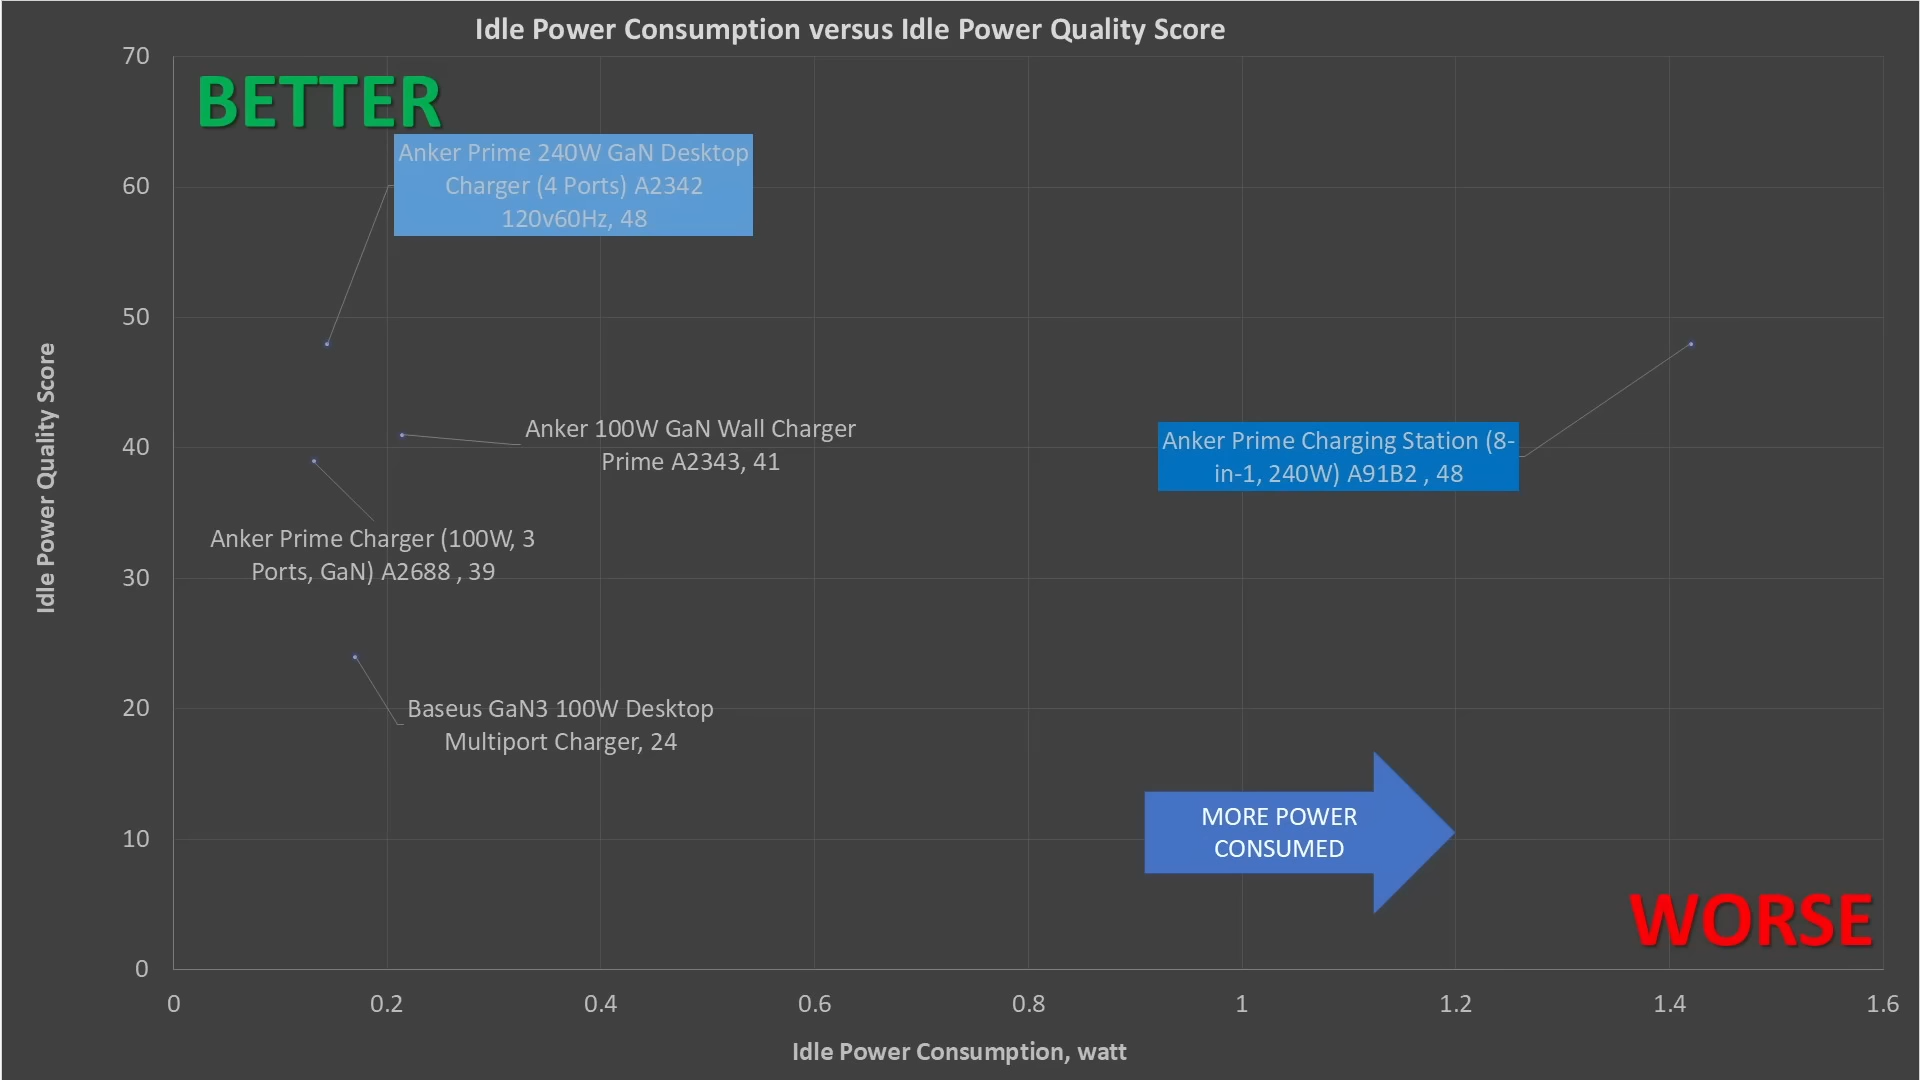 Idle Power Consumption versus Idle Power Quality Score
70
BETTER
Anker Prime 240W GaN Desktop
Charger (4 Ports) A2342
120v60Hz, 48
60
50
Idle Power Quality Score
Anker 100W GaN Wall Charger
Prime A2343, 41
40
Anker Prime Charging Station (8-
in-1, 240W) A91B2 , 48
Anker Prime Charger (100W, 3
Ports, GaN) A2688 , 39
30
20
Baseus GaN3 100W Desktop
Multiport Charger, 24
MORE POWER
CONSUMED
10
WORSE
0
0 0.2 0.4 0.6 0.8 1 1.2 1.4 1.6
Idle Power Consumption, watt